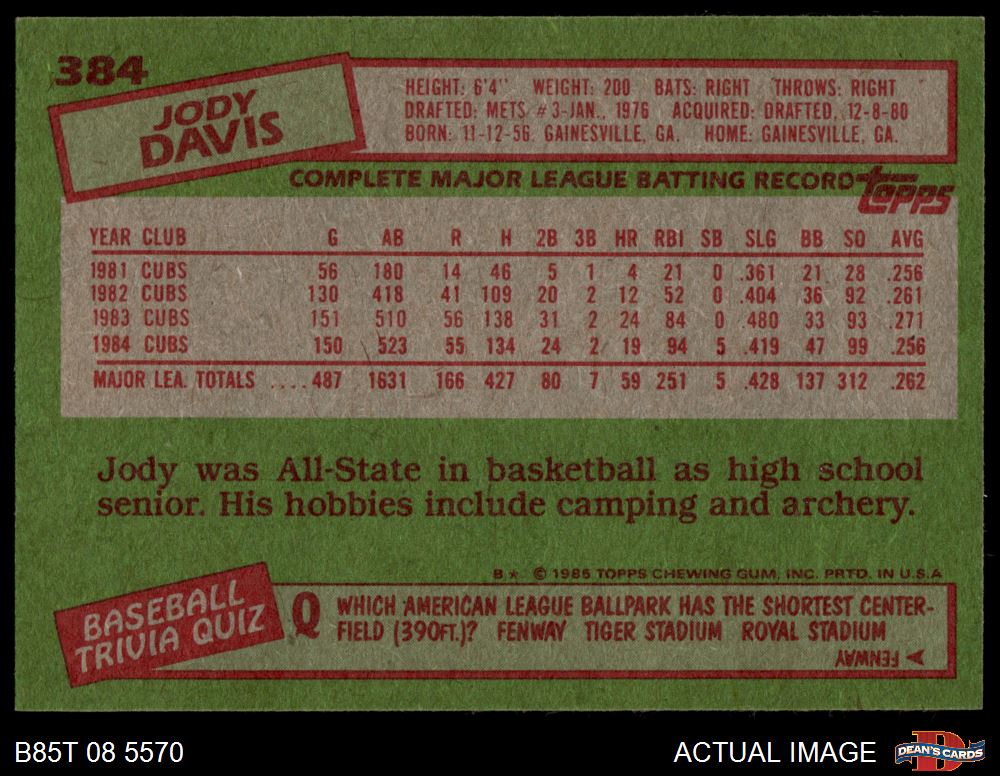 384
JODY
DAVIS
HEIGHT: 6'4" WEIGHT: 200 BATS: RIGHT THROWS: RIGHT
DRAFTED: METS #3-JAN., 1976 ACQUIRED: DRAFTED, 12-8-80
BORN: 11-12-56, GAINESVILLE, GA. HOME: GAINESVILLE, GA.
COMPLETE MAJOR LEAGUE BATTING RECORD topps
YEAR CLUB G AB R H 2B 3B HR RBI SB SLG BB SO AVG
1981 CUBS 56 180 14 46 5 1 4 21 0 .361 21 28 .256
1982 CUBS 130 418 41 109 20 2 12 52 0 .404 36 92 .261
1983 CUBS 151 510 56 138 31 2 24 84 0 .480 33 93 .271
1984 CUBS 150 523 55 134 24 2 19 94 5 .419 47 99 .256
MAJOR LEA. TOTALS ....487 1631 166 427 80 7 59 251 5 .428 137 312 .262
Jody was All-State in basketball as high school
senior. His hobbies include camping and archery.
B* © 1985 TOPPS CHEWING GUM, INC. PRTD. IN U.S.A
BASEBALL
TRIVIA QUIZ
Q WHICH AMERICAN LEAGUE BALLPARK HAS THE SHORTEST CENTER-
FIELD (390FT.)? FENWAY TIGER STADIUM ROYAL STADIUM
FENWAY
B85T 08 5570
ACTUAL IMAGE
D
DEAN'S CARDS